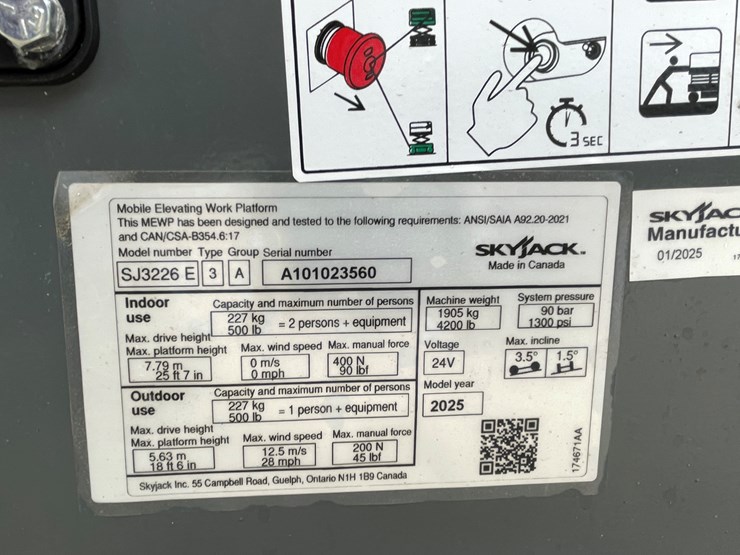 3 SEC
Mobile Elevating Work Platform
This MEWP has been designed and tested to the following requirements: ANSI/SAIA A92.20-2021
and CAN/CSA-B354.6:17
SKYJACK™
Made in Canada
Model number Type Group Serial number
SJ3226 E 3 A A101023560
Indoor use
Capacity and maximum number of persons
227 kg
500 lb
= 2 persons + equipment
Max. drive height
Max. platform height
7.79 m
25 ft 7 in
Max. wind speed
0 m/s
0 mph
Max. manual force
400 N
90 lbf
Outdoor use
Capacity and maximum number of persons
227 kg
500 lb
= 1 person + equipment
Max. drive height
Max. platform height
5.63 m
18 ft 6 in
Max. wind speed
12.5 m/s
28 mph
Max. manual force
200 N
45 lbf
Machine weight
1905 kg
4200 lb
System pressure
90 bar
1300 psi
Voltage
24V
Max. incline
3.5° 1.5°
Model year
2025
174671AA
Skyjack Inc. 55 Campbell Road, Guelph, Ontario N1H 1B9 Canada
SKYJAC
Manufactu
01/2025
17